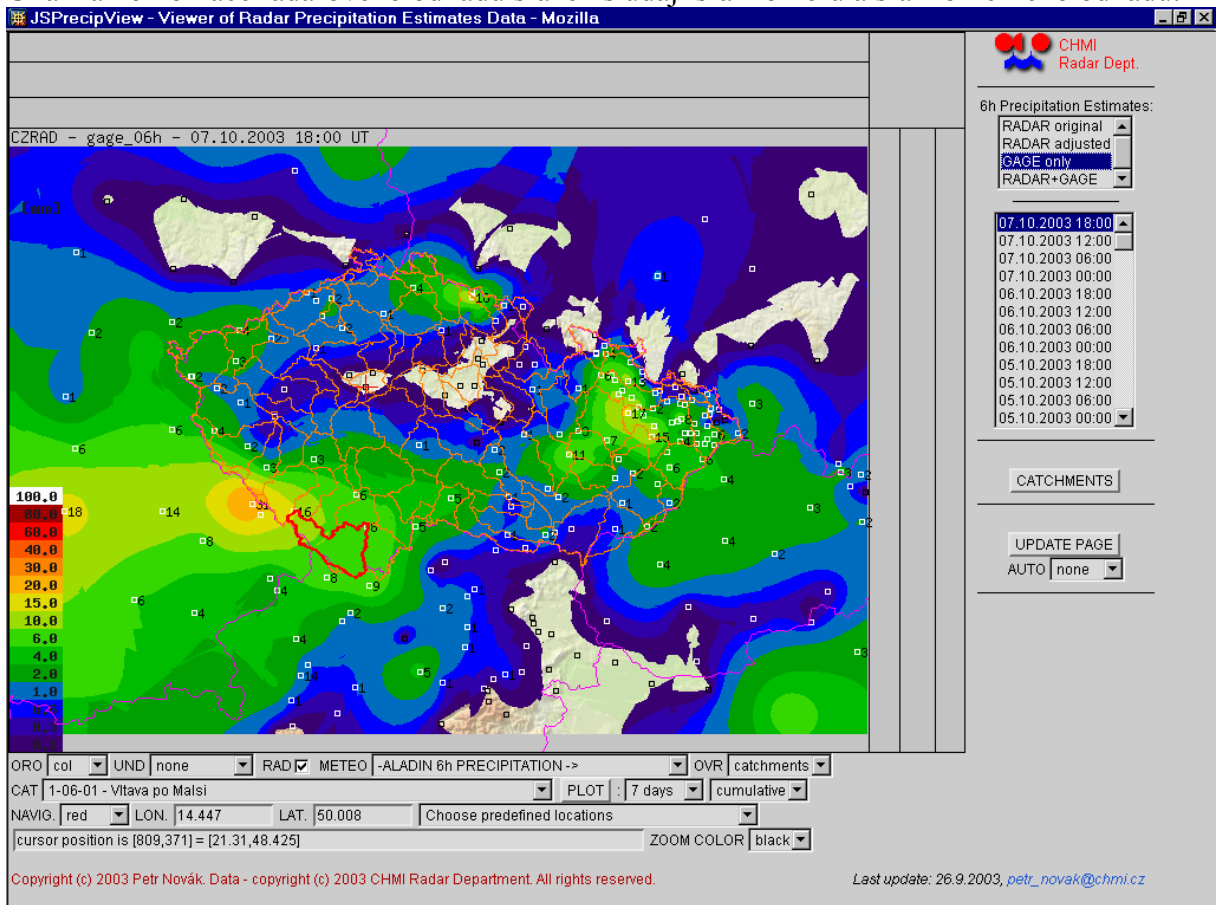 JSPrecipView - Viewer of Radar Precipitation Estimates Data - Mozilla
CHMI
Radar Dept.
6h Precipitation Estimates:
RADAR original
RADAR adjusted
GAGE only
RADAR+GAGE
CZRAD - gage_06h - 07.10.2003 18:00 UT
[mm]
07.10.2003 18:00
07.10.2003 12:00
07.10.2003 06:00
07.10.2003 00:00
06.10.2003 18:00
06.10.2003 12:00
06.10.2003 06:00
06.10.2003 00:00
05.10.2003 18:00
05.10.2003 12:00
05.10.2003 06:00
05.10.2003 00:00
CATCHMENTS
UPDATE PAGE
AUTO none
100.0
80.0
60.0
40.0
30.0
20.0
15.0
10.0
6.0
4.0
2.0
1.0
ORO col UND none RAD METEO -ALADIN 6h PRECIPITATION -> OVR catchments
CAT 1-06-01 - Vltava po Malsi PLOT : 7 days cumulative
NAVIG. red LON. 14.447 LAT. 50.008 Choose predefined locations
cursor position is [809,371] = [21.31,48.425] ZOOM COLOR black
Copyright (c) 2003 Petr Novák. Data - copyright (c) 2003 CHMI Radar Department. All rights reserved. Last update: 26.9.2003, petr_novak@chmi.cz